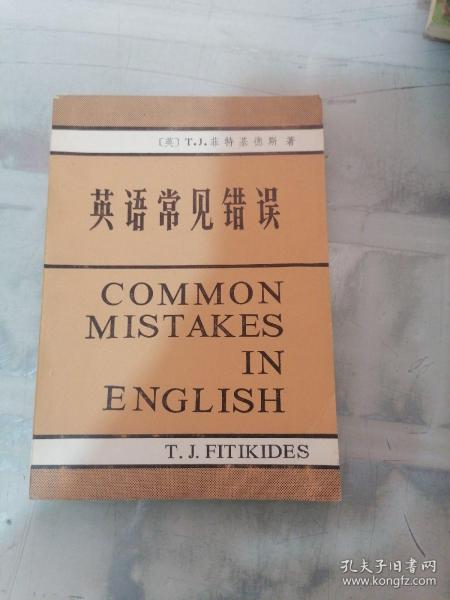 〔英〕T.J.菲特基德斯 著
英语常见错误
COMMON
MISTAKES
IN
ENGLISH
T. J. FITIKIDES
孔夫子旧书网
www.kongfz.com